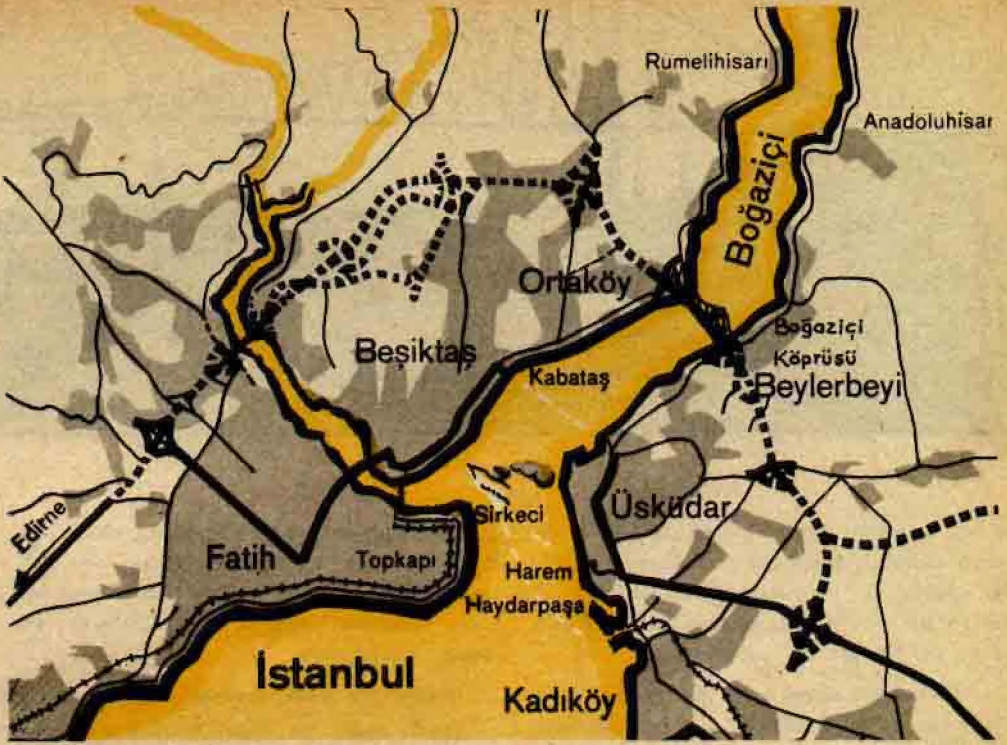 Rumelihisarı
Anadoluhisar
Boğaziçi
Ortaköy
Boğaziçi
Köprüsü
Beşiktaş
Kabataş
Beylerbeyi
Üsküdar
Sirkeci
Edirne
Fatih
Topkapı
Harem
Haydarpaşa
İstanbul
Kadıköy